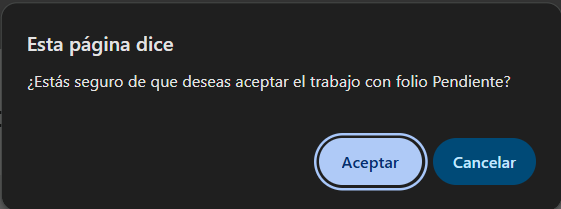 Esta página dice
¿Estás seguro de que deseas aceptar el trabajo con folio Pendiente?
Aceptar
Cancelar